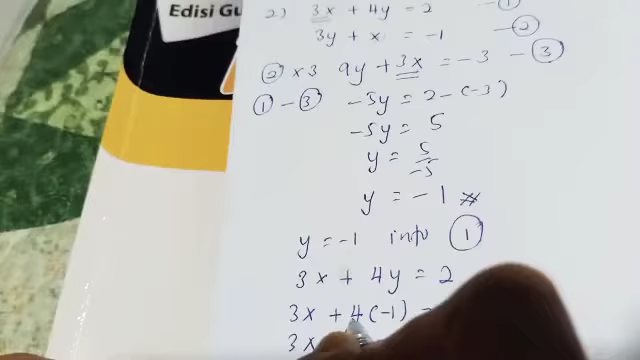 Edisi Gu
2) 3x + 4y = 2 - ①
3y + x = -1 - ②
② x 3 9y + 3x = -3 - ③
① - ③ -5y = 2 - (-3)
-5y = 5
y = 5/-5
y = -1 
y = -1 into ①
3x + 4y = 2
3x + 4(-1) =
3x